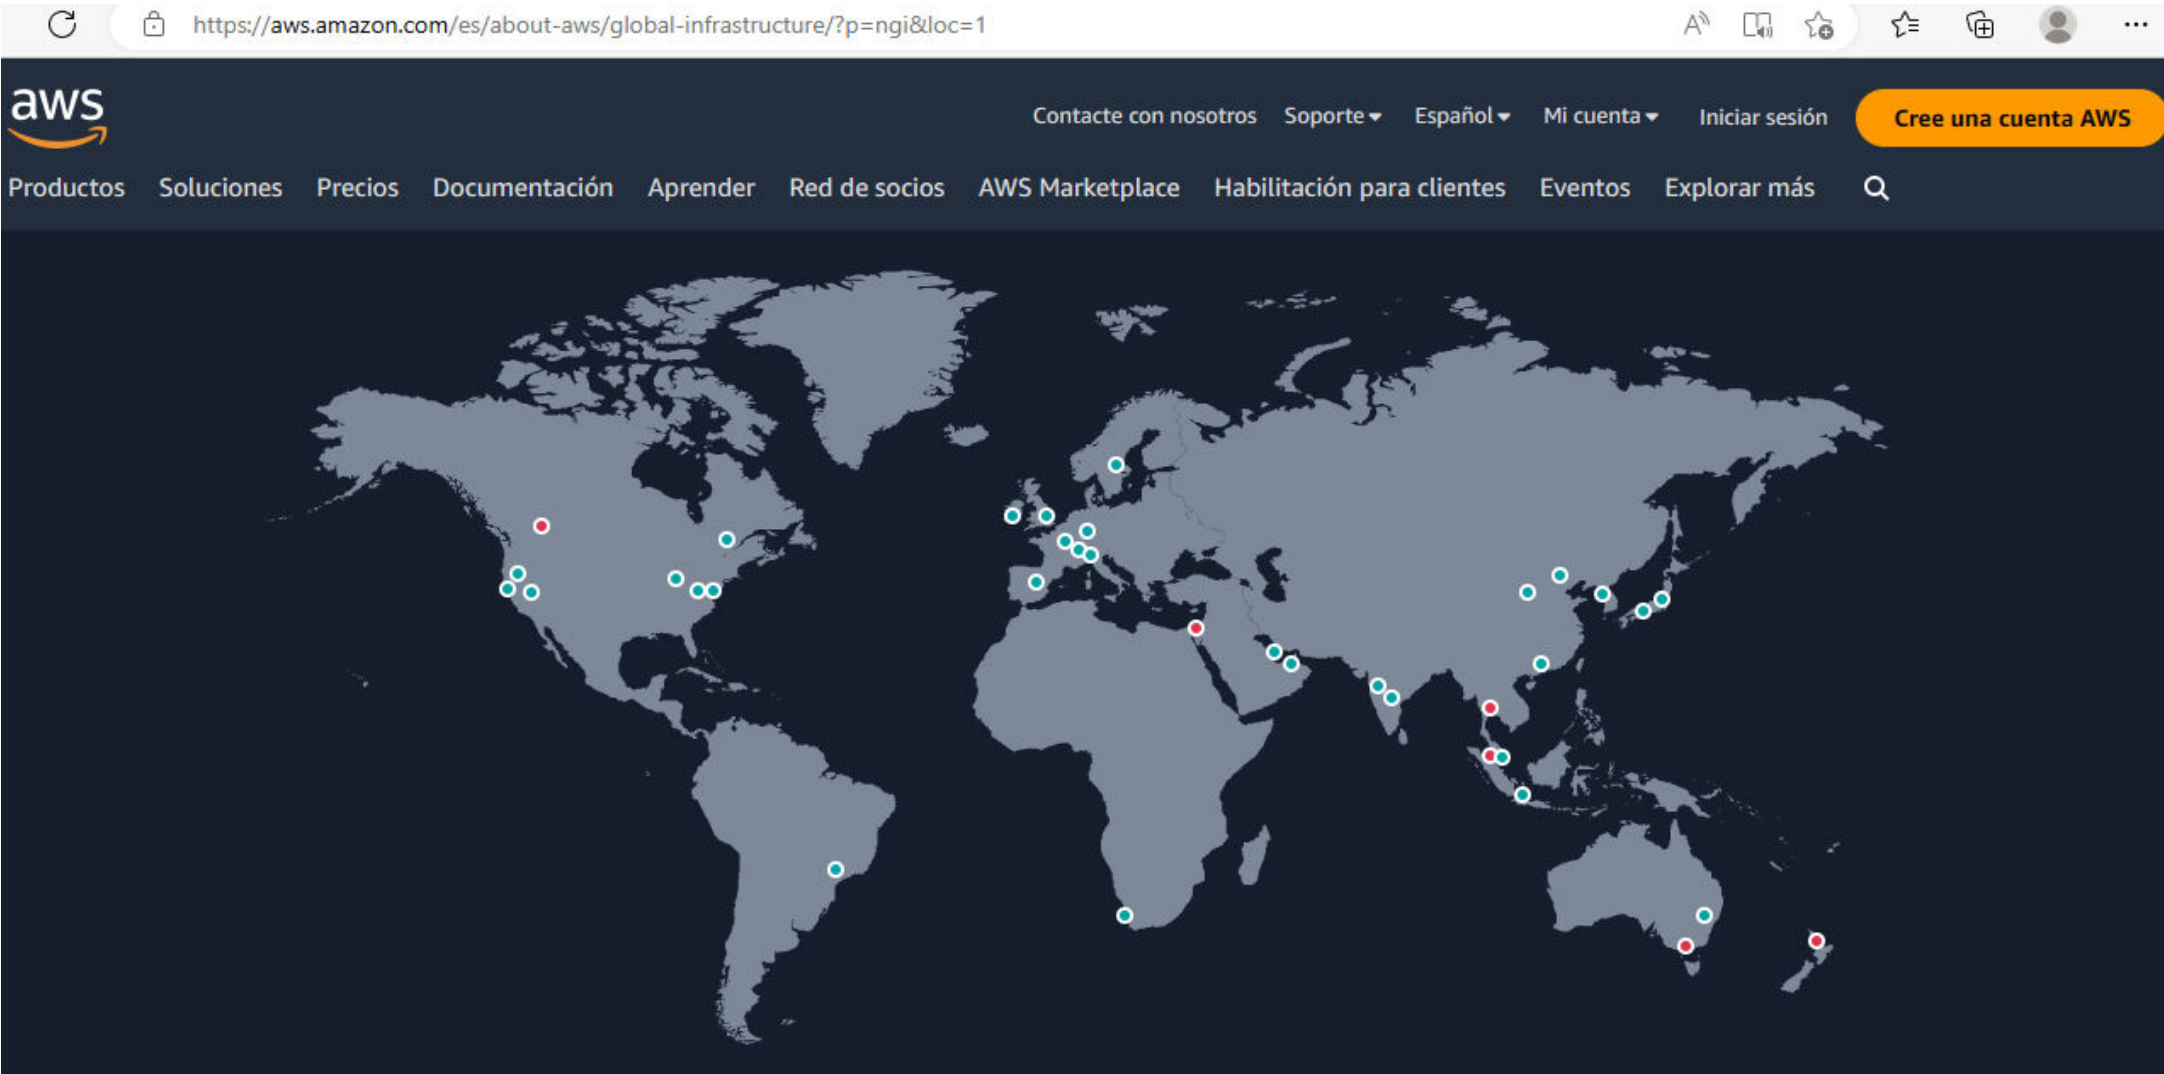 https://aws.amazon.com/es/about-aws/global-infrastructure/?p=ngi&loc=1
aws
Contacte con nosotros Soporte Español Mi cuenta Iniciar sesión Cree una cuenta AWS
Productos Soluciones Precios Documentación Aprender Red de socios AWS Marketplace Habilitación para clientes Eventos Explorar más